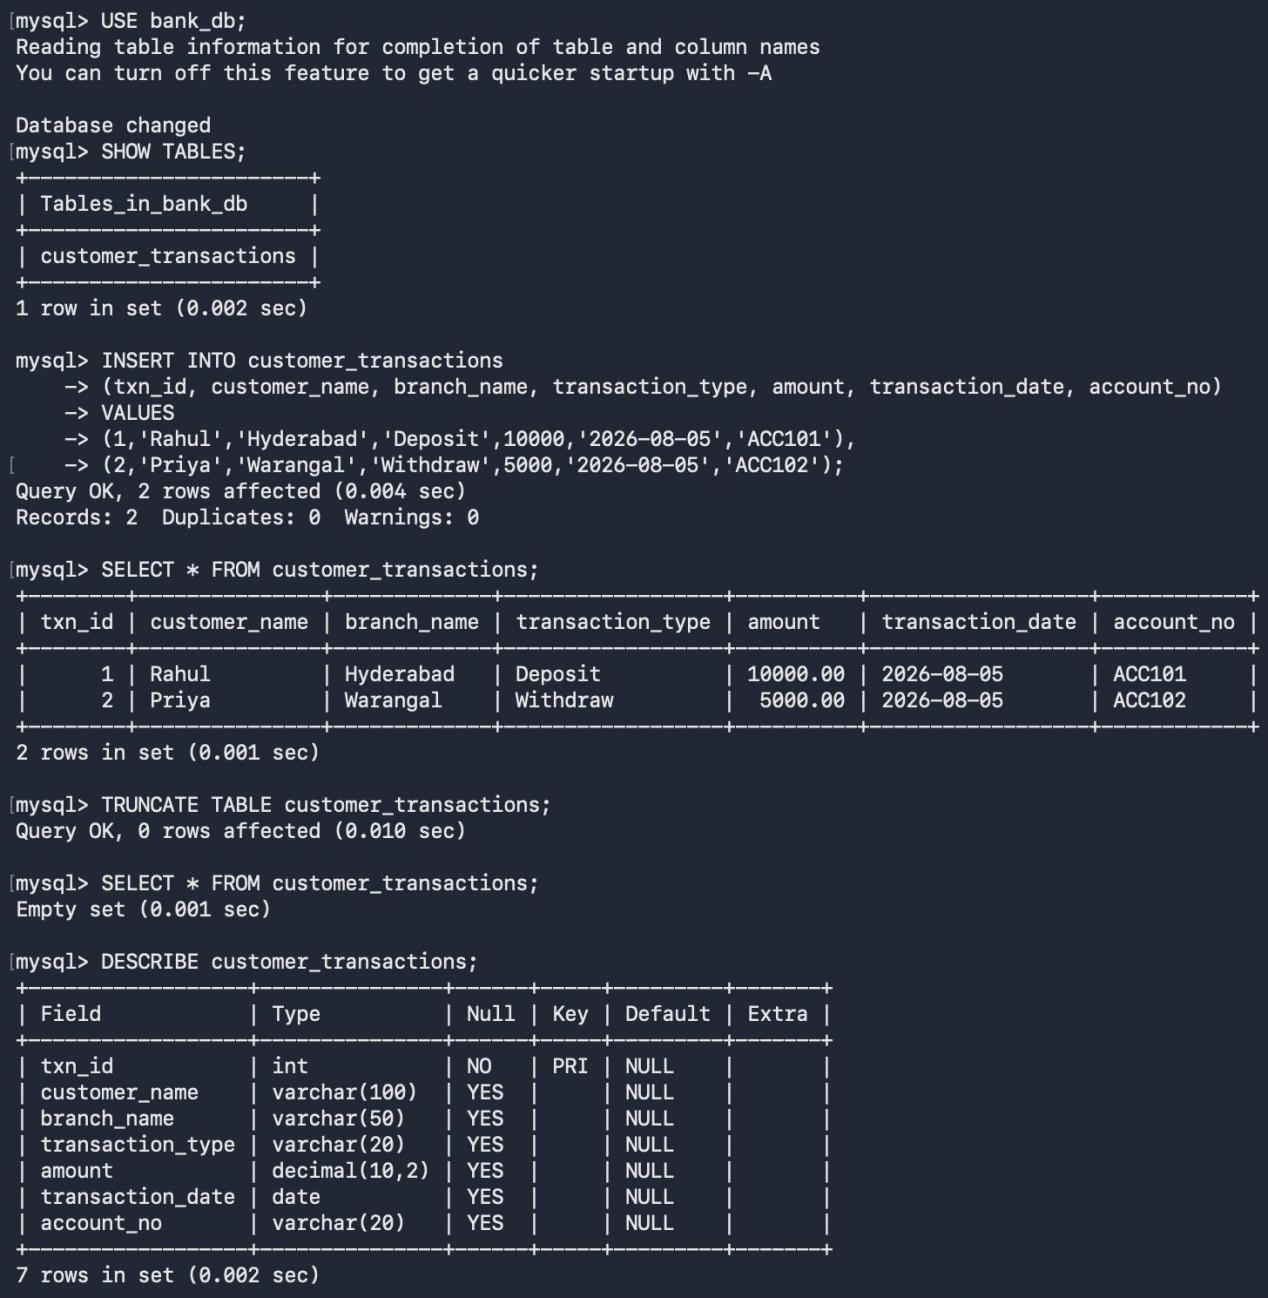 [mysql> USE bank_db;
Reading table information for completion of table and column names
You can turn off this feature to get a quicker startup with -A

Database changed
[mysql> SHOW TABLES;
+-----------------------+
| Tables_in_bank_db     |
+-----------------------+
| customer_transactions |
+-----------------------+
1 row in set (0.002 sec)

mysql> INSERT INTO customer_transactions
    -> (txn_id, customer_name, branch_name, transaction_type, amount, transaction_date, account_no)
    -> VALUES
    -> (1,'Rahul','Hyderabad','Deposit',10000,'2026-08-05','ACC101'),
[    -> (2,'Priya','Warangal','Withdraw',5000,'2026-08-05','ACC102');
Query OK, 2 rows affected (0.004 sec)
Records: 2  Duplicates: 0  Warnings: 0

[mysql> SELECT * FROM customer_transactions;
+--------+---------------+-------------+------------------+----------+------------------+------------+
| txn_id | customer_name | branch_name | transaction_type | amount   | transaction_date | account_no |
+--------+---------------+-------------+------------------+----------+------------------+------------+
|      1 | Rahul         | Hyderabad   | Deposit          | 10000.00 | 2026-08-05       | ACC101     |
|      2 | Priya         | Warangal    | Withdraw         |  5000.00 | 2026-08-05       | ACC102     |
+--------+---------------+-------------+------------------+----------+------------------+------------+
2 rows in set (0.001 sec)

[mysql> TRUNCATE TABLE customer_transactions;
Query OK, 0 rows affected (0.010 sec)

[mysql> SELECT * FROM customer_transactions;
Empty set (0.001 sec)

[mysql> DESCRIBE customer_transactions;
+------------------+---------------+------+-----+---------+-------+
| Field            | Type          | Null | Key | Default | Extra |
+------------------+---------------+------+-----+---------+-------+
| txn_id           | int           | NO   | PRI | NULL    |       |
| customer_name    | varchar(100)  | YES  |     | NULL    |       |
| branch_name      | varchar(50)   | YES  |     | NULL    |       |
| transaction_type | varchar(20)   | YES  |     | NULL    |       |
| amount           | decimal(10,2) | YES  |     | NULL    |       |
| transaction_date | date          | YES  |     | NULL    |       |
| account_no       | varchar(20)   | YES  |     | NULL    |       |
+------------------+---------------+------+-----+---------+-------+
7 rows in set (0.002 sec)